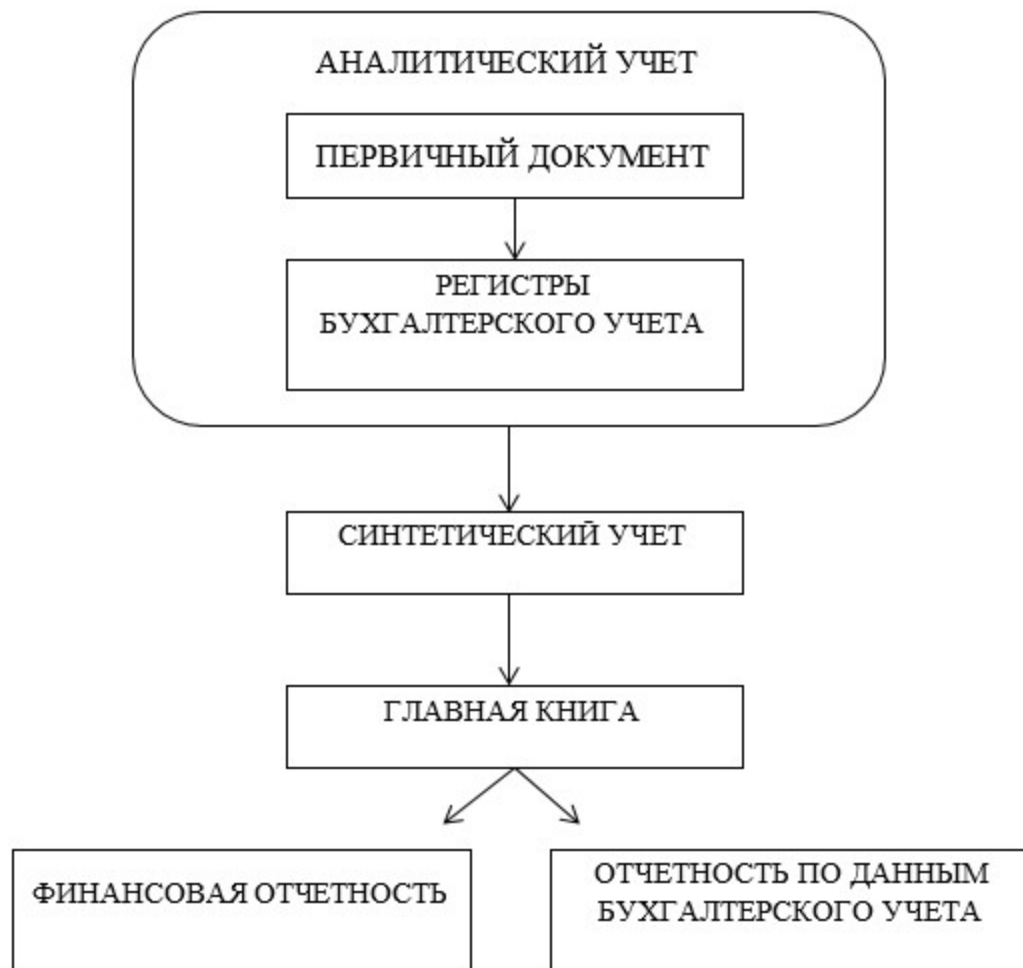 АНАЛИТИЧЕСКИЙ УЧЕТ
ПЕРВИЧНЫЙ ДОКУМЕНТ
РЕГИСТРЫ
БУХГАЛТЕРСКОГО УЧЕТА
СИНТЕТИЧЕСКИЙ УЧЕТ
ГЛАВНАЯ КНИГА
ФИНАНСОВАЯ ОТЧЕТНОСТЬ
ОТЧЕТНОСТЬ ПО ДАННЫМ
БУХГАЛТЕРСКОГО УЧЕТА